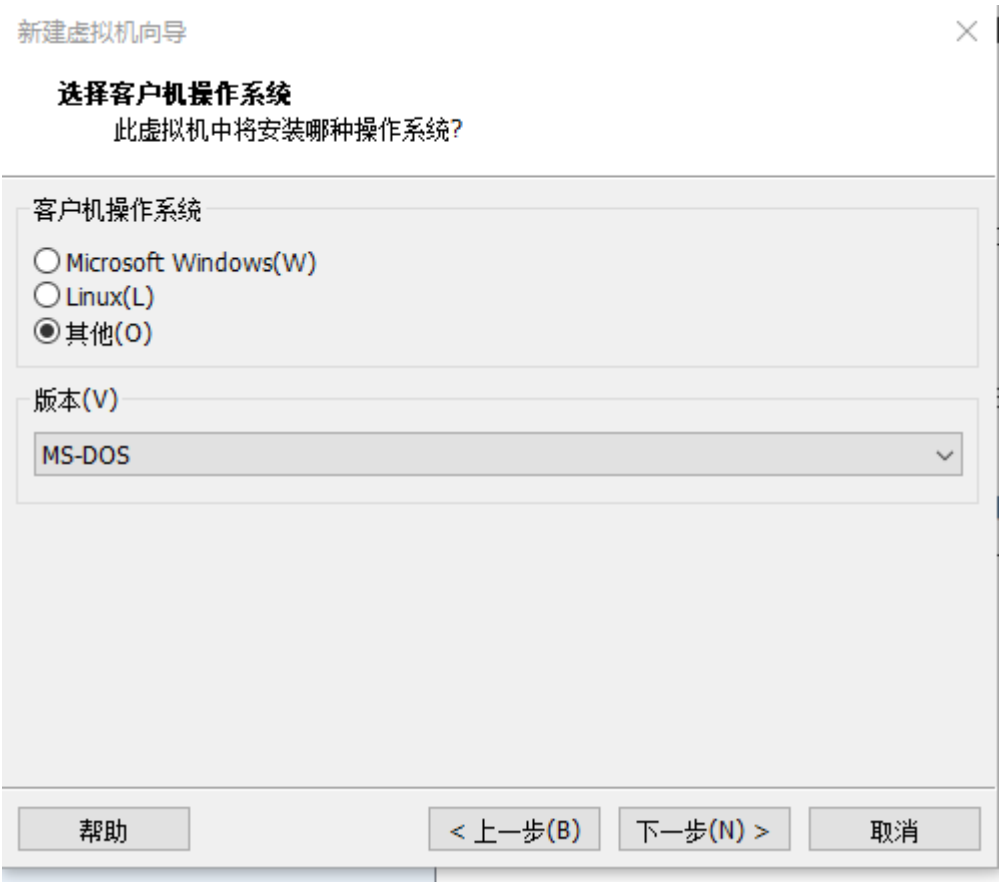 新建虚拟机向导
选择客户机操作系统
此虚拟机中将安装哪种操作系统?
客户机操作系统
Microsoft Windows(W)
Linux(L)
其他(O)
版本(V)
MS-DOS
帮助
< 上一步(B)
下一步(N) >
取消